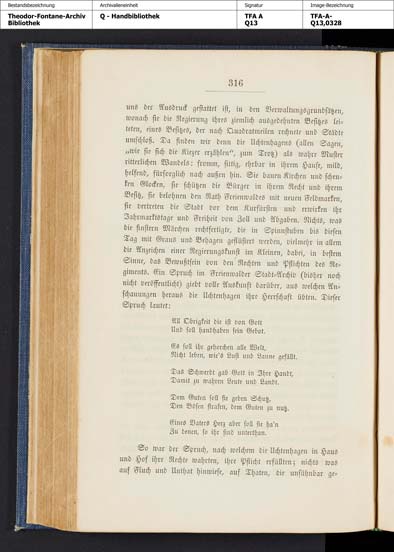 Bestandsbezeichnung
Archivalieneinheit
Signatur
Image-Bezeichnung
Theodor-Fontane-Archiv
Bibliothek
Q - Handbibliothek
TFA A
Q13
TFA-A-
Q13,0328
316
uns der Ausdruck gestattet ist, in den Verwaltungsgrundsätzen,
wonach sie die Regierung ihres ziemlich ausgedehnten Besitzes lei-
teten, eines Besitzes, der nach Quadratmeilen rechnete und Städte
umschloß. Da finden wir denn die Uchtenhagens (allen Sagen,
„wie sie sich die Kiezer erzählen“, zum Trotz) als wahre Muster
ritterlichen Wandels: fromm, sittig, ehrbar in ihrem Hause, mild,
helfend, fürsorglich nach außen hin. Sie bauen Kirchen und schen-
ken Glocken, sie schützen die Bürger in ihrem Recht und ihrem
Besitz, sie belohnen den Rath Freienwaldes mit neuen Feldmarken,
sie vertreten die Stadt vor dem Kurfürsten und erwirken ihr
Jahrmarktstage und Freiheit von Zoll und Abgaben. Nichts, was
die finstern Märchen rechtfertigte, die in Spinnstuben bis diesen
Tag mit Graus und Behagen geflüstert werden, vielmehr in allem
die Anzeichen einer Regierungskunst im Kleinen, dabei, in bestem
Sinne, das Bewußtsein von den Rechten und Pflichten des Re-
giments. Ein Spruch im Freienwalder Stadt-Archiv (bisher noch
nicht veröffentlicht) giebt volle Auskunft darüber, aus welchen An-
schauungen heraus die Uchtenhagen ihre Herrschaft übten. Dieser
Spruch lautet:
All Obrigkeit die ist von Gott
Und soll handhaben sein Gebot.
Es soll ihr gehorchen alle Welt,
Nicht leben, wie's Lust und Laune gefällt.
Das Schwerdt gab Gott in Ihre Handt,
Damit zu wahren Leute und Landt.
Dem Guten soll sie geben Schutz,
Den Bösen strafen, dem Guten zu nutz.
Eines Vaters Herz aber soll sie ha'n
Zu denen, so ihr sind unterthan.
So war der Spruch, nach welchem die Uchtenhagen in Haus
und Hof ihre Rechte wahrten, ihre Pflicht erfüllten; nichts was
auf Fluch und Unthat hinwiese, auf Thaten, die unsühnbar ge-